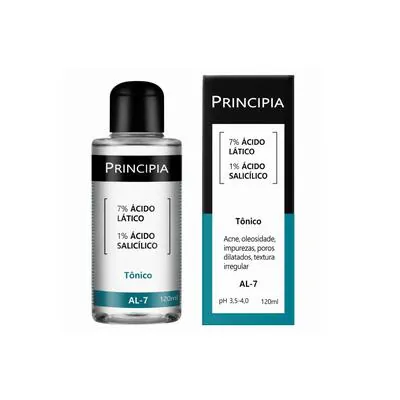 PRINCIPIA
7% ÁCIDO
LÁTICO
1% ÁCIDO
SALICÍLICO
Tônico
AL-7 120ml
PRINCIPIA
7% ÁCIDO
LÁTICO
1% ÁCIDO
SALICÍLICO
Tônico
Acne, oleosidade,
impurezas, poros
dilatados, textura
irregular
AL-7
pH 3,5-4,0 120ml